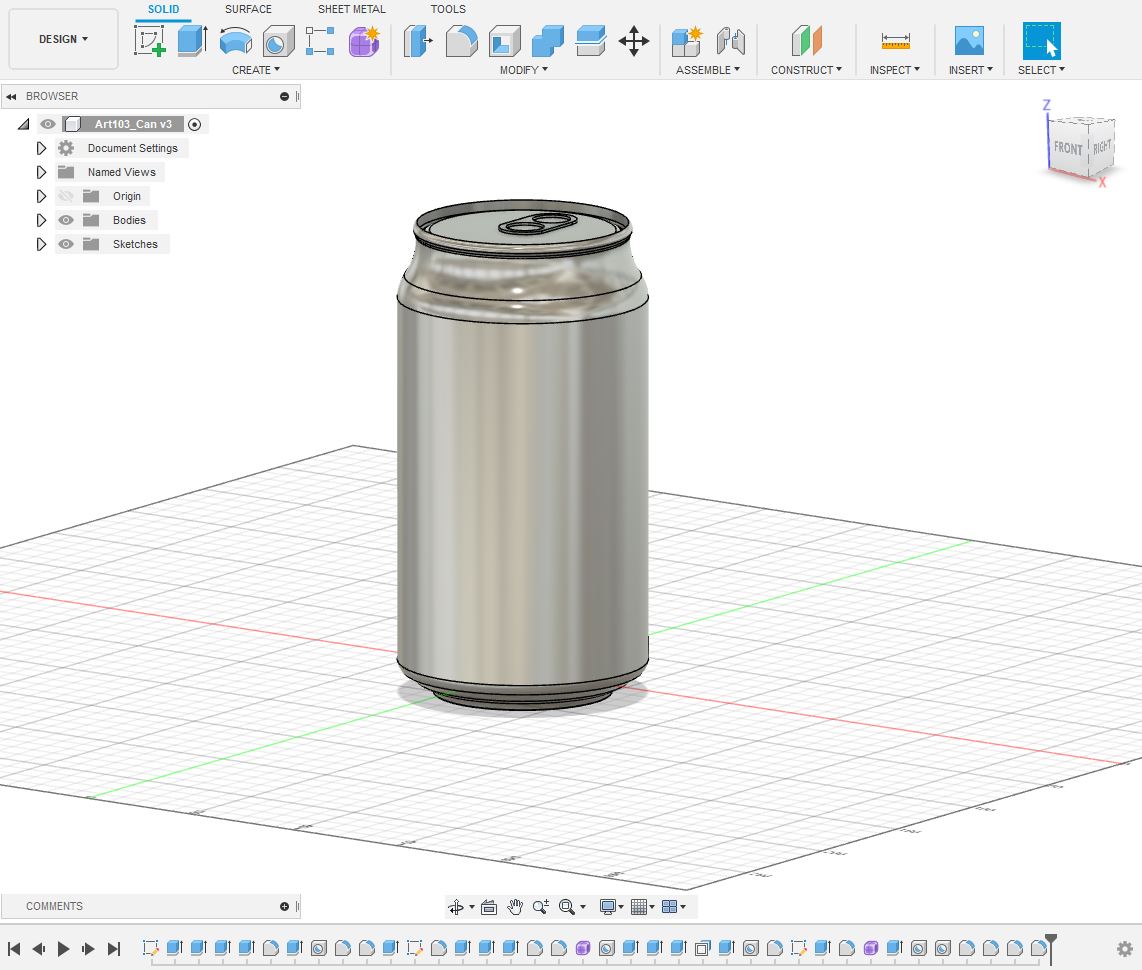 SOLID SURFACE SHEET METAL TOOLS
DESIGN
CREATE MODIFY ASSEMBLE CONSTRUCT INSPECT INSERT SELECT
BROWSER
Art103_Can v3
Document Settings
Named Views
Origin
Bodies
Sketches
Z
FRONT RIGHT
X
COMMENTS